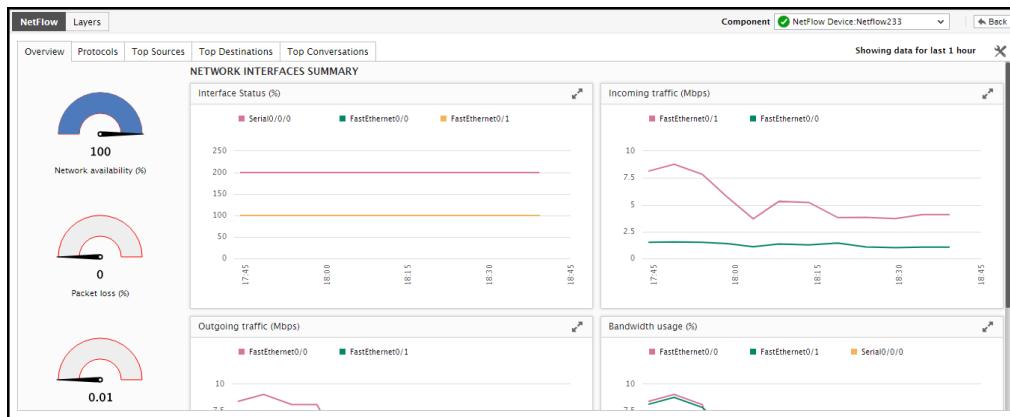 NetFlow Layers Component NetFlow Device:Netflow233 Back
Overview Protocols Top Sources Top Destinations Top Conversations Showing data for last 1 hour
100
Network availability (%)
0
Packet loss (%)
0.01
NETWORK INTERFACES SUMMARY
Interface Status (%)
Serial0/0/0 FastEthernet0/0 FastEthernet0/1
250
200
150
100
50
0
17:45 18:00 18:15 18:30 18:45
Incoming traffic (Mbps)
FastEthernet0/1 FastEthernet0/0
10
7.5
5
2.5
0
17:45 18:00 18:15 18:30 18:45
Outgoing traffic (Mbps)
FastEthernet0/0 FastEthernet0/1
10
7.5
Bandwidth usage (%)
FastEthernet0/0 FastEthernet0/1 Serial0/0/0
10
7.5